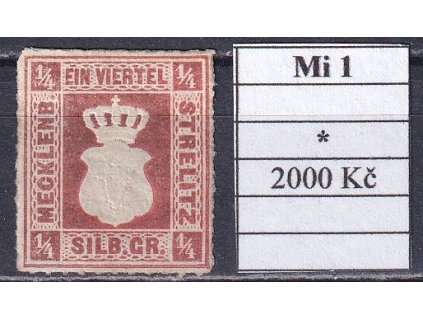 1/4 EIN VIERTEL 1/4
MECKLENB
STRELITZ
1/4 SILB.GR. 1/4
Mi 1
*
2000 Kč